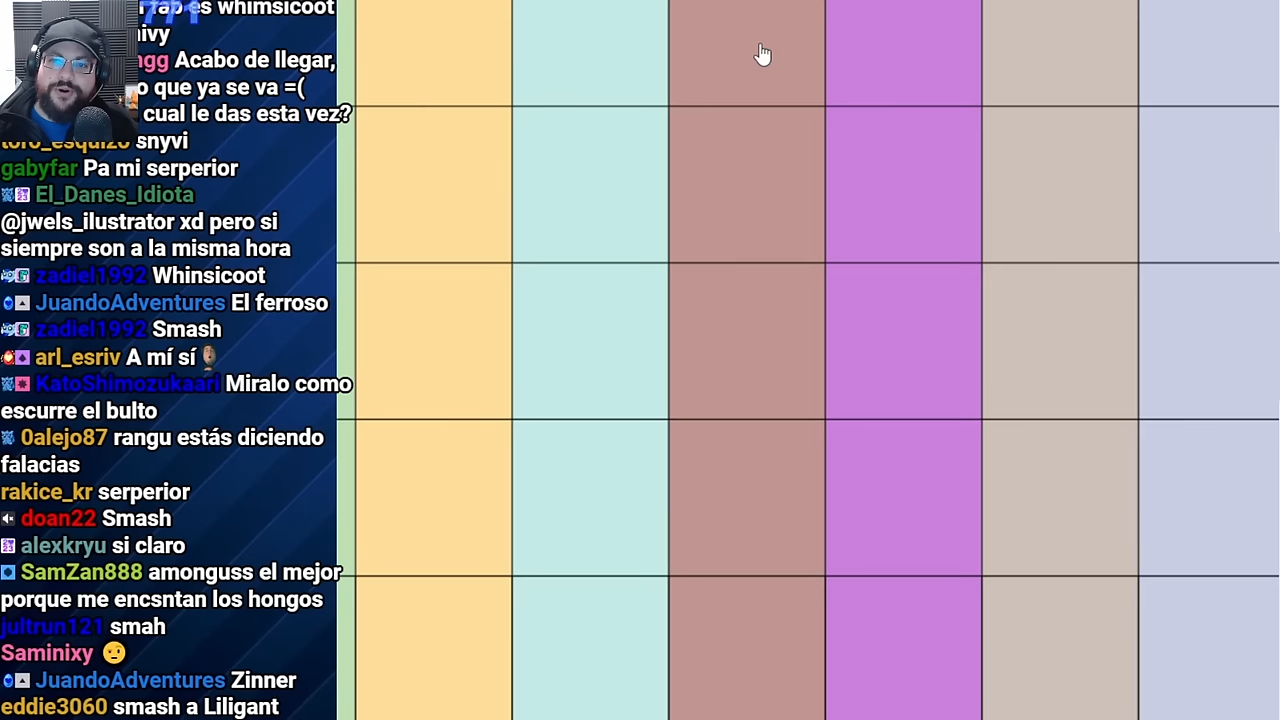 es whimsicoot
Acabo de llegar,
o que ya se va =(
cual le das esta vez?
toro_esquizo snyvi
gabyfar Pa mi serperior
El_Danes_Idiota
@jwels_ilustrator xd pero si
siempre son a la misma hora
zadiel1992 Whinsicoot
JuandoAdventures El ferroso
zadiel1992 Smash
arl_esriv A mí sí🗿
KatoShimozukaari Miralo como
escurre el bulto
0alejo87 rangu estás diciendo
falacias
rakice_kr serperior
doan22 Smash
alexkryu si claro
SamZan888 amonguss el mejor
porque me encsntan los hongos
jultrun121 smah
Saminixy 🤨
JuandoAdventures Zinner
eddie3060 smash a Liligant